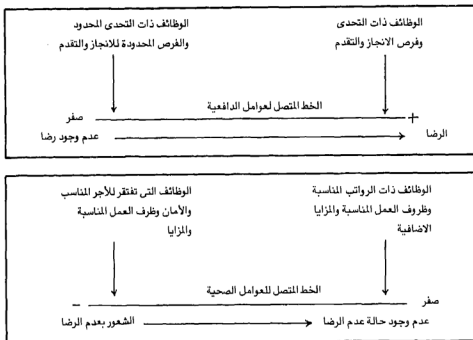 الوظائف ذات التحدى
وفرص الانجاز والتقدم
الوظائف ذات التحدى المحدود
والفرص المحدودة للانجاز والتقدم
الخط المتصل لعوامل الدافعية
+
صفر
الرضا
عدم وجود رضا
الوظائف ذات الرواتب المناسبة
وظروف العمل المناسبة والمزايا
الاضافية
الوظائف التى تفتقر للأجر المناسب
والأمان وظرف العمل المناسبة
والمزايا
الخط المتصل للعوامل الصحية
صفر
-
عدم وجود حالة عدم الرضا
الشعور بعدم الرضا